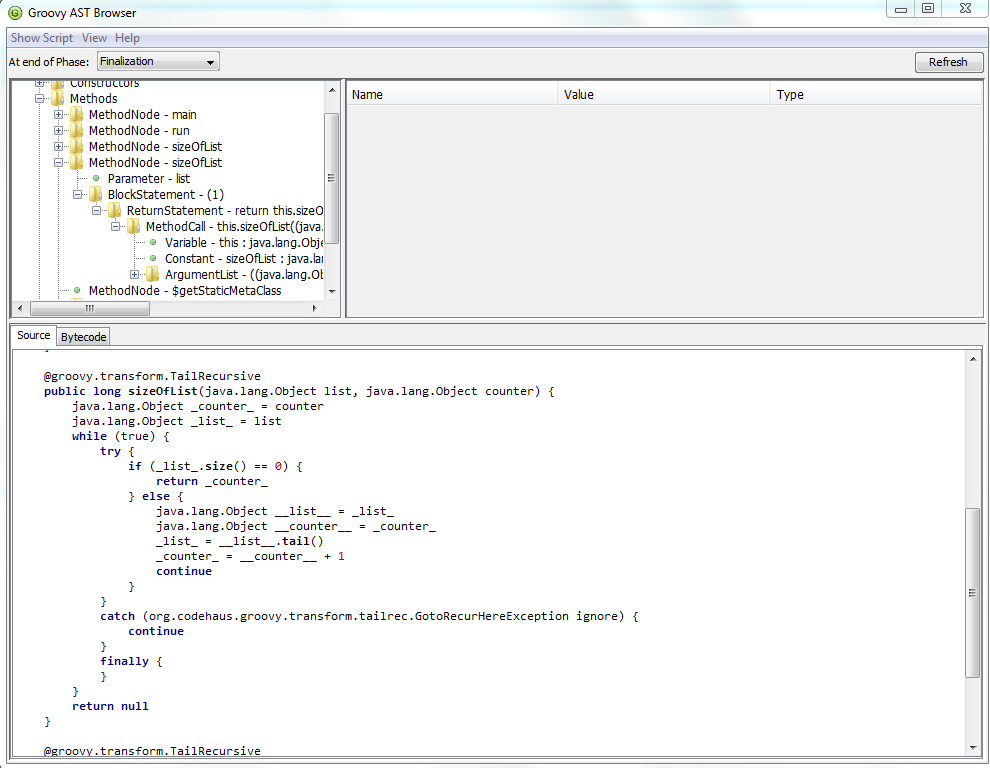 Groovy AST Browser
Show Script View Help
At end of Phase: Finalization Refresh
Constructors
Methods
MethodNode - main
MethodNode - run
MethodNode - sizeOfList
MethodNode - sizeOfList
Parameter - list
BlockStatement - (1)
ReturnStatement - return this.sizeO
MethodCall - this.sizeOfList((java.
Variable - this : java.lang.Obje
Constant - sizeOfList : java.la
ArgumentList - ((java.lang.Ob
MethodNode - $getStaticMetaClass
Name Value Type
Source Bytecode
@groovy.transform.TailRecursive
public long sizeOfList(java.lang.Object list, java.lang.Object counter) {
java.lang.Object _counter_ = counter
java.lang.Object _list_ = list
while (true) {
try {
if (_list_.size() == 0) {
return _counter_
} else {
java.lang.Object __list__ = _list_
java.lang.Object __counter__ = _counter_
_list_ = __list__.tail()
_counter_ = __counter__ + 1
continue
}
}
catch (org.codehaus.groovy.transform.tailrec.GotoRecurHereException ignore) {
continue
}
finally {
}
}
return null
}
@groovy.transform.TailRecursive